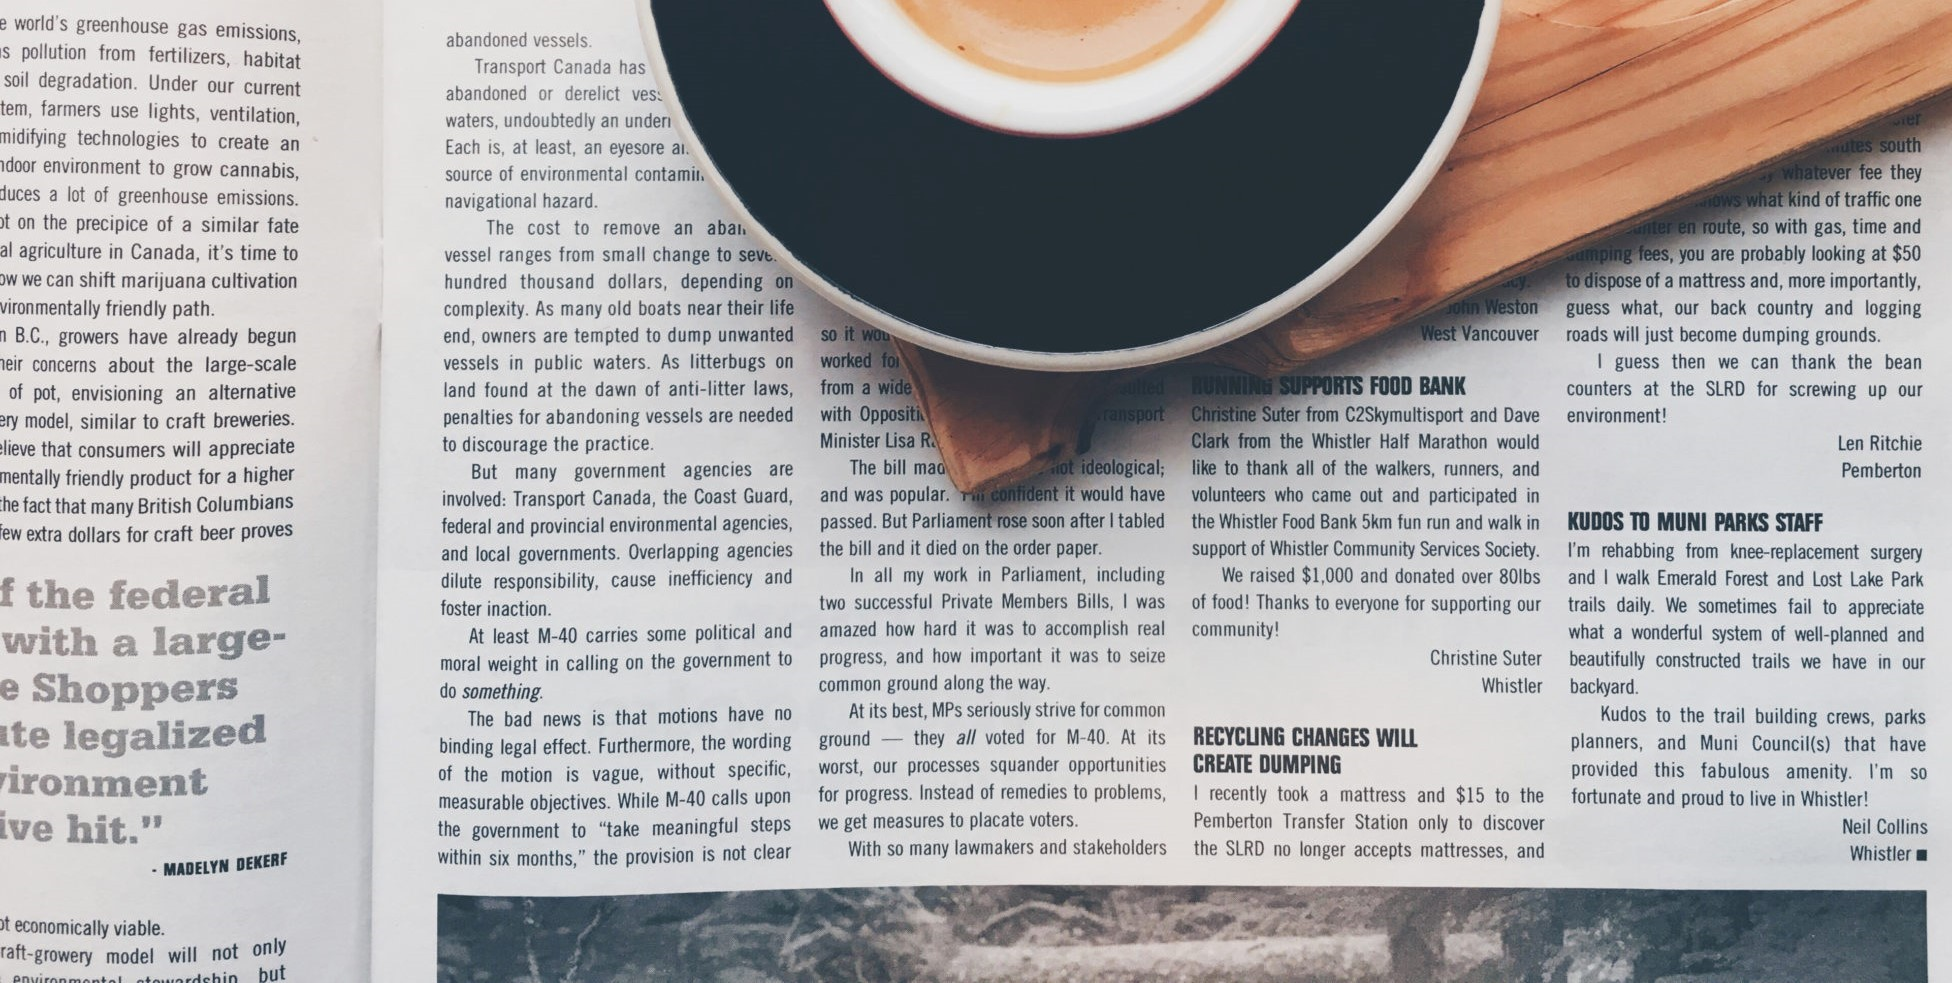 e world's greenhouse gas emissions,
s pollution from fertilizers, habitat
soil degradation. Under our current
tem, farmers use lights, ventilation,
midifying technologies to create an
ndoor environment to grow cannabis,
duces a lot of greenhouse emissions.
ot on the precipice of a similar fate
al agriculture in Canada, it's time to
ow we can shift marijuana cultivation
vironmentally friendly path.
n B.C., growers have already begun
heir concerns about the large-scale
of pot, envisioning an alternative
ery model, similar to craft breweries.
elieve that consumers will appreciate
mentally friendly product for a higher
the fact that many British Columbians
few extra dollars for craft beer proves
f the federal
with a large-
e Shoppers
ate legalized
vironment
ive hit."
- MADELYN DEKERF
ot economically viable.
raft-growery model will not only
environmental stewardship but
abandoned vessels.
Transport Canada has
abandoned or derelict vess
waters, undoubtedly an undern
Each is, at least, an eyesore an
source of environmental contamin
navigational hazard.
The cost to remove an aban
vessel ranges from small change to seve
hundred thousand dollars, depending on
complexity. As many old boats near their life
end, owners are tempted to dump unwanted
vessels in public waters. As litterbugs on
land found at the dawn of anti-litter laws,
penalties for abandoning vessels are needed
to discourage the practice.
But many government agencies are
involved: Transport Canada, the Coast Guard,
federal and provincial environmental agencies,
and local governments. Overlapping agencies
dilute responsibility, cause inefficiency and
foster inaction.
At least M-40 carries some political and
moral weight in calling on the government to
do something.
The bad news is that motions have no
binding legal effect. Furthermore, the wording
of the motion is vague, without specific,
measurable objectives. While M-40 calls upon
the government to "take meaningful steps
within six months," the provision is not clear
so it wou
worked for
from a wide
with Oppositi ransport
Minister Lisa R
The bill mad not ideological;
and was popular. I'm confident it would have
passed. But Parliament rose soon after I tabled
the bill and it died on the order paper.
In all my work in Parliament, including
two successful Private Members Bills, I was
amazed how hard it was to accomplish real
progress, and how important it was to seize
common ground along the way.
At its best, MPs seriously strive for common
ground — they all voted for M-40. At its
worst, our processes squander opportunities
for progress. Instead of remedies to problems,
we get measures to placate voters.
With so many lawmakers and stakeholders
John Weston
West Vancouver
RUNNING SUPPORTS FOOD BANK
Christine Suter from C2Skymultisport and Dave
Clark from the Whistler Half Marathon would
like to thank all of the walkers, runners, and
volunteers who came out and participated in
the Whistler Food Bank 5km fun run and walk in
support of Whistler Community Services Society.
We raised $1,000 and donated over 80lbs
of food! Thanks to everyone for supporting our
community!
Christine Suter
Whistler
RECYCLING CHANGES WILL
CREATE DUMPING
I recently took a mattress and $15 to the
Pemberton Transfer Station only to discover
the SLRD no longer accepts mattresses, and
utes south
whatever fee they
nows what kind of traffic one
nter en route, so with gas, time and
dumping fees, you are probably looking at $50
to dispose of a mattress and, more importantly,
guess what, our back country and logging
roads will just become dumping grounds.
I guess then we can thank the bean
counters at the SLRD for screwing up our
environment!
Len Ritchie
Pemberton
KUDOS TO MUNI PARKS STAFF
I'm rehabbing from knee-replacement surgery
and I walk Emerald Forest and Lost Lake Park
trails daily. We sometimes fail to appreciate
what a wonderful system of well-planned and
beautifully constructed trails we have in our
backyard.
Kudos to the trail building crews, parks
planners, and Muni Council(s) that have
provided this fabulous amenity. I'm so
fortunate and proud to live in Whistler!
Neil Collins
Whistler ■